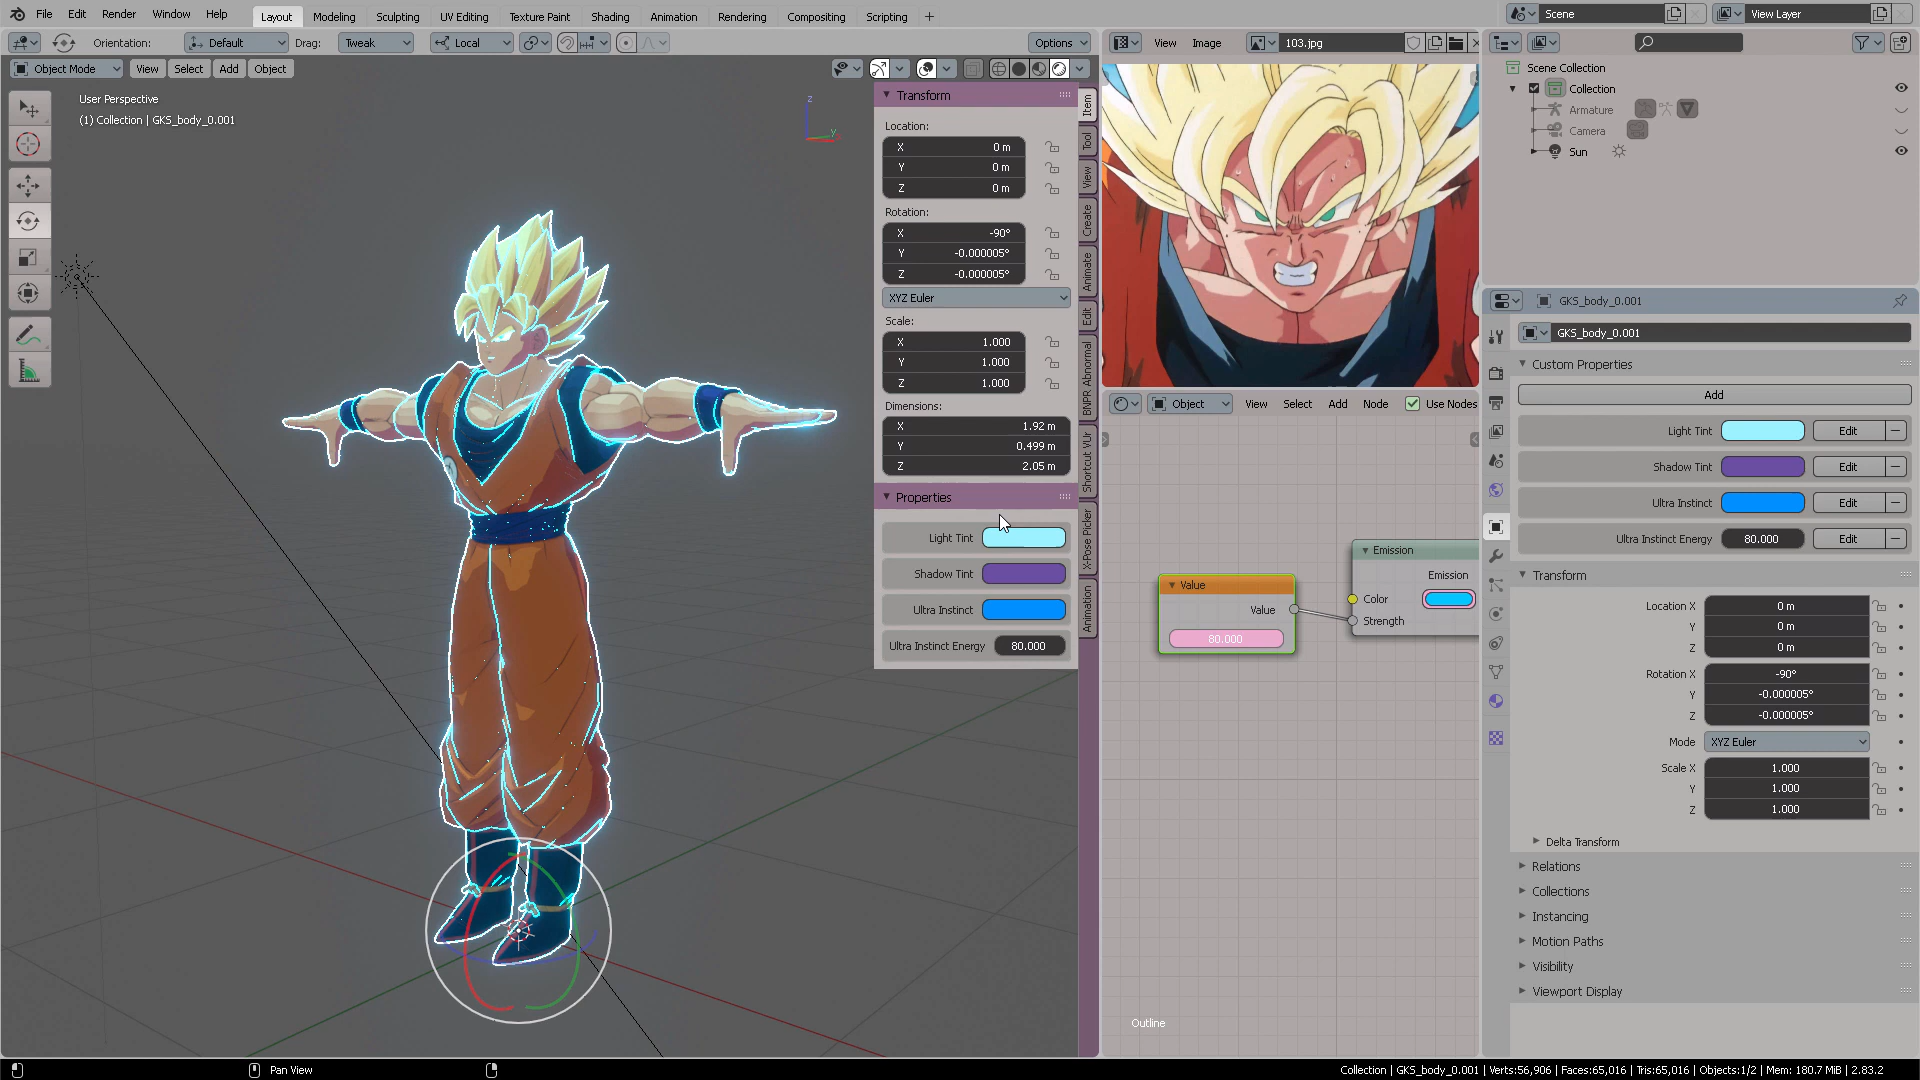 File Edit Render Window Help
Layout Modeling Sculpting UV Editing Texture Paint Shading Animation Rendering Compositing Scripting +
Scene
View Layer
Orientation: Default Drag: Tweak Local Options
Object Mode View Select Add Object
User Perspective
(1) Collection | GKS_body_0.001
Z
Y
Transform
Location:
X 0 m
Y 0 m
Z 0 m
Rotation:
X -90°
Y -0.000005°
Z -0.000005°
XYZ Euler
Scale:
X 1.000
Y 1.000
Z 1.000
Dimensions:
X 1.92 m
Y 0.499 m
Z 2.05 m
Properties
Light Tint
Shadow Tint
Ultra Instinct
Ultra Instinct Energy 80.000
Item
Tool
View
Create
Animate
Edit
BNPR Abnormal
Shortcut VUr
X-Pose Picker
Animation
View Image 103.jpg
Object View Select Add Node Use Nodes
Value
Value
80.000
Emission
Emission
Color
Strength
Outline
Scene Collection
Collection
Armature
Camera
Sun
GKS_body_0.001
GKS_body_0.001
Custom Properties
Add
Light Tint Edit
Shadow Tint Edit
Ultra Instinct Edit
Ultra Instinct Energy 80.000 Edit
Transform
Location X 0 m
Y 0 m
Z 0 m
Rotation X -90°
Y -0.000005°
Z -0.000005°
Mode XYZ Euler
Scale X 1.000
Y 1.000
Z 1.000
Delta Transform
Relations
Collections
Instancing
Motion Paths
Visibility
Viewport Display
Pan View
Collection | GKS_body_0.001 | Verts:56,906 | Faces:65,016 | Tris:65,016 | Objects:1/2 | Mem: 180.7 MiB | 2.83.2